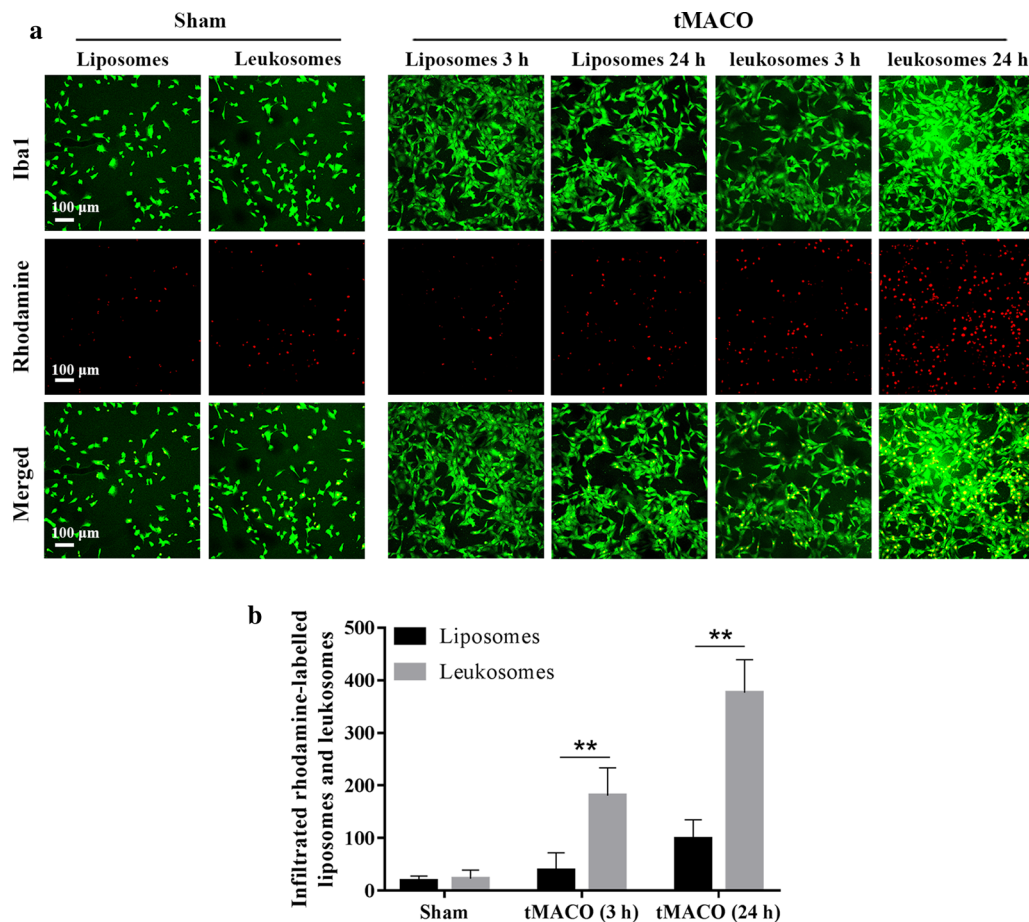 a
Sham
tMACO
Liposomes
Leukosomes
Liposomes 3 h
Liposomes 24 h
leukosomes 3 h
leukosomes 24 h
Iba1
100 µm
Rhodamine
100 µm
Merged
100 µm
b
Infiltrated rhodamine-labelled
liposomes and leukosomes
500
400
300
200
100
0
Liposomes
Leukosomes
**
**
Sham
tMACO (3 h)
tMACO (24 h)